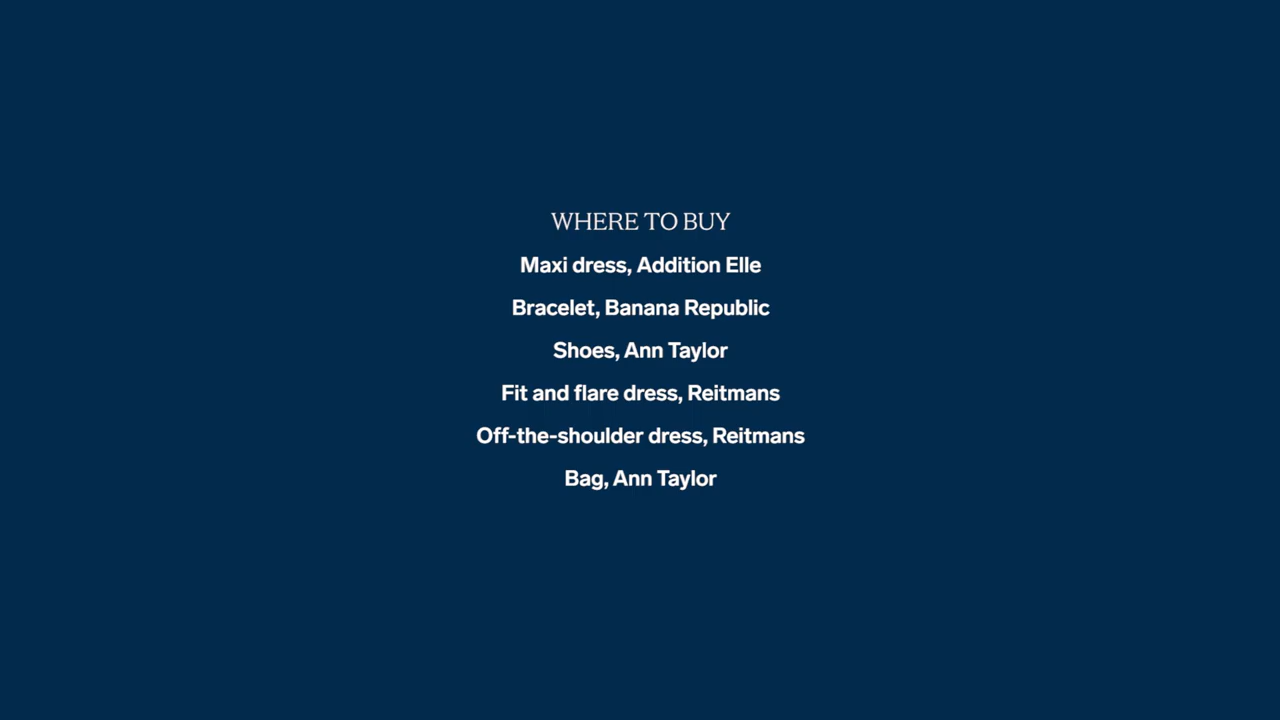 WHERE TO BUY
Maxi dress, Addition Elle
Bracelet, Banana Republic
Shoes, Ann Taylor
Fit and flare dress, Reitmans
Off-the-shoulder dress, Reitmans
Bag, Ann Taylor